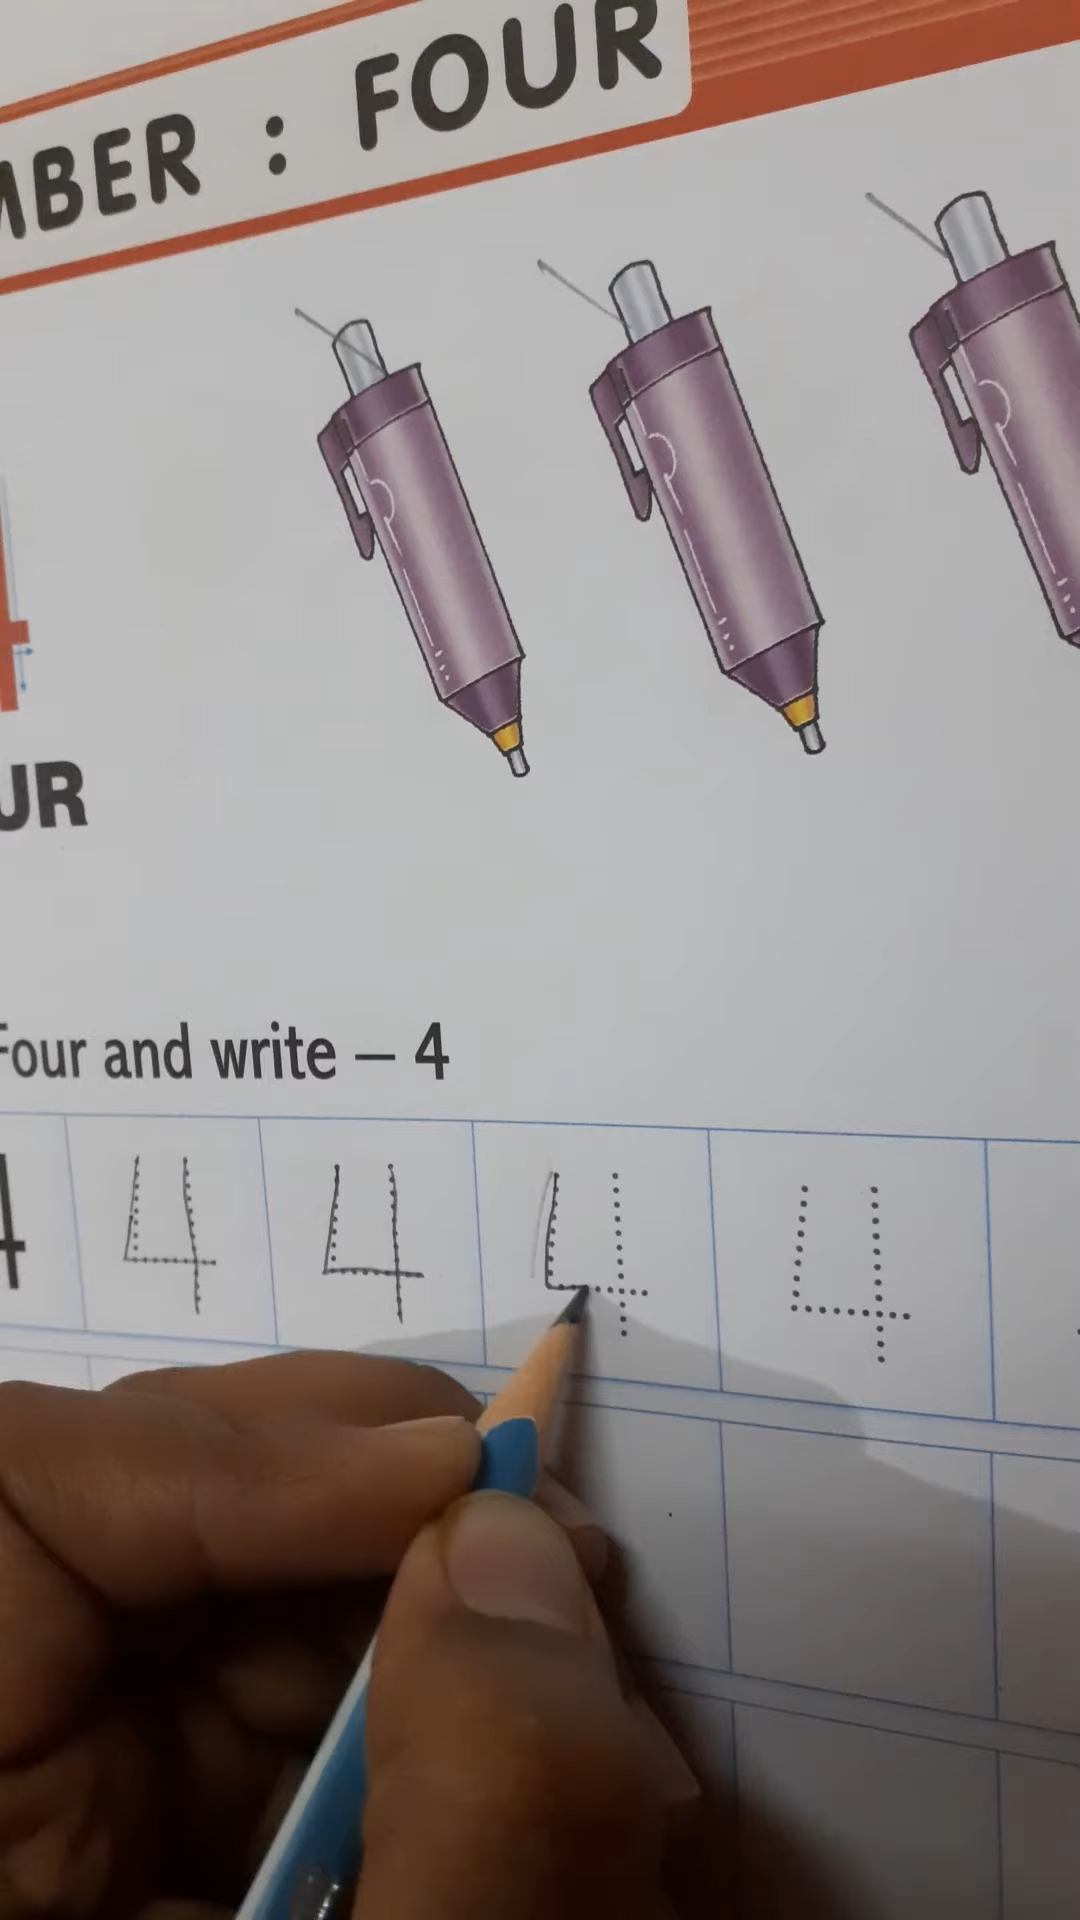 MBER : FOUR
4
UR
Four and write – 4
4 4 4 4 4